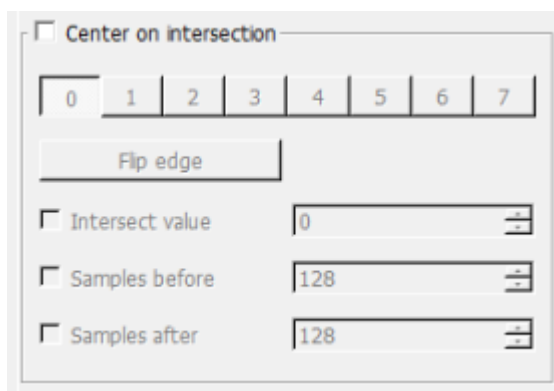 Center on intersection
0 1 2 3 4 5 6 7
Flip edge
Intersect value 0
Samples before 128
Samples after 128